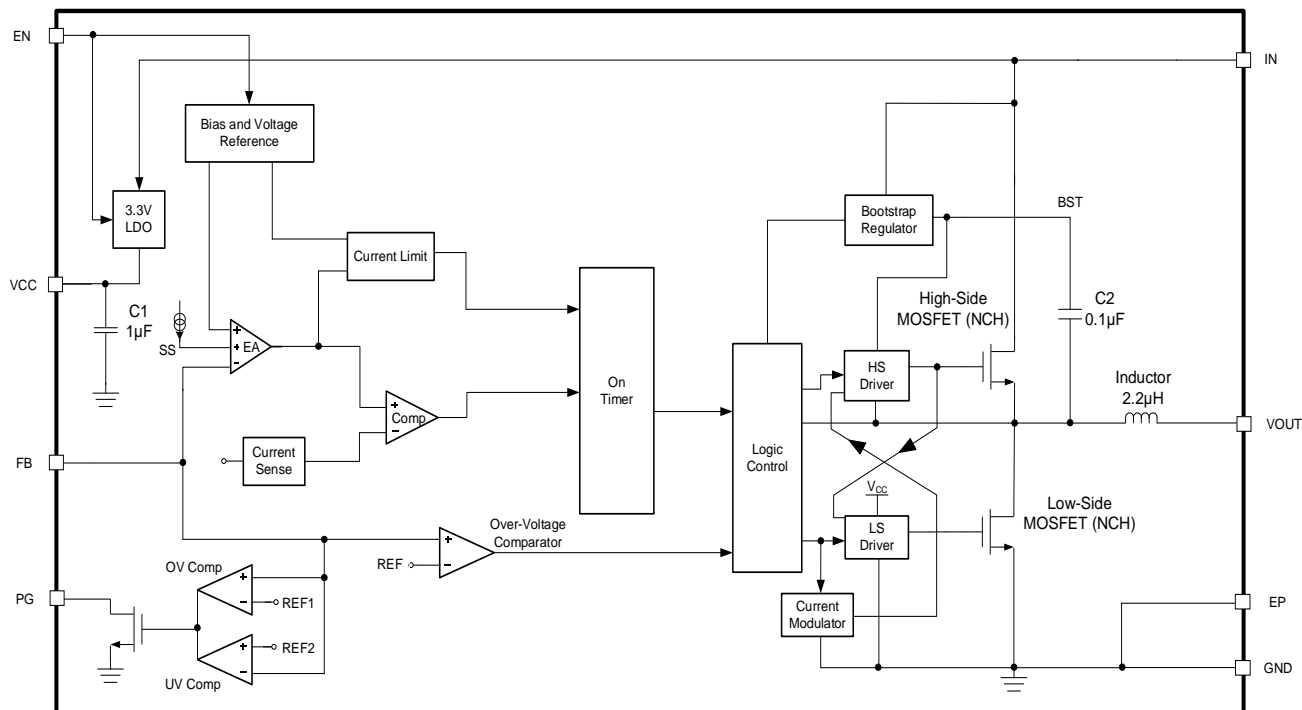 EN
IN
Bias and Voltage
Reference
3.3V
LDO
Bootstrap
Regulator
BST
Current Limit
VCC
C1
1µF
SS
+
+
-
EA
High-Side
MOSFET (NCH)
C2
0.1µF
HS
Driver
On
Timer
Inductor
2.2µH
+
-
Comp
VOUT
Current
Sense
FB
Logic
Control
VCC
Low-Side
MOSFET (NCH)
LS
Driver
Over-Voltage
Comparator
+
-
REF
OV Comp
+
-
REF1
PG
Current
Modulator
EP
+
-
REF2
UV Comp
GND